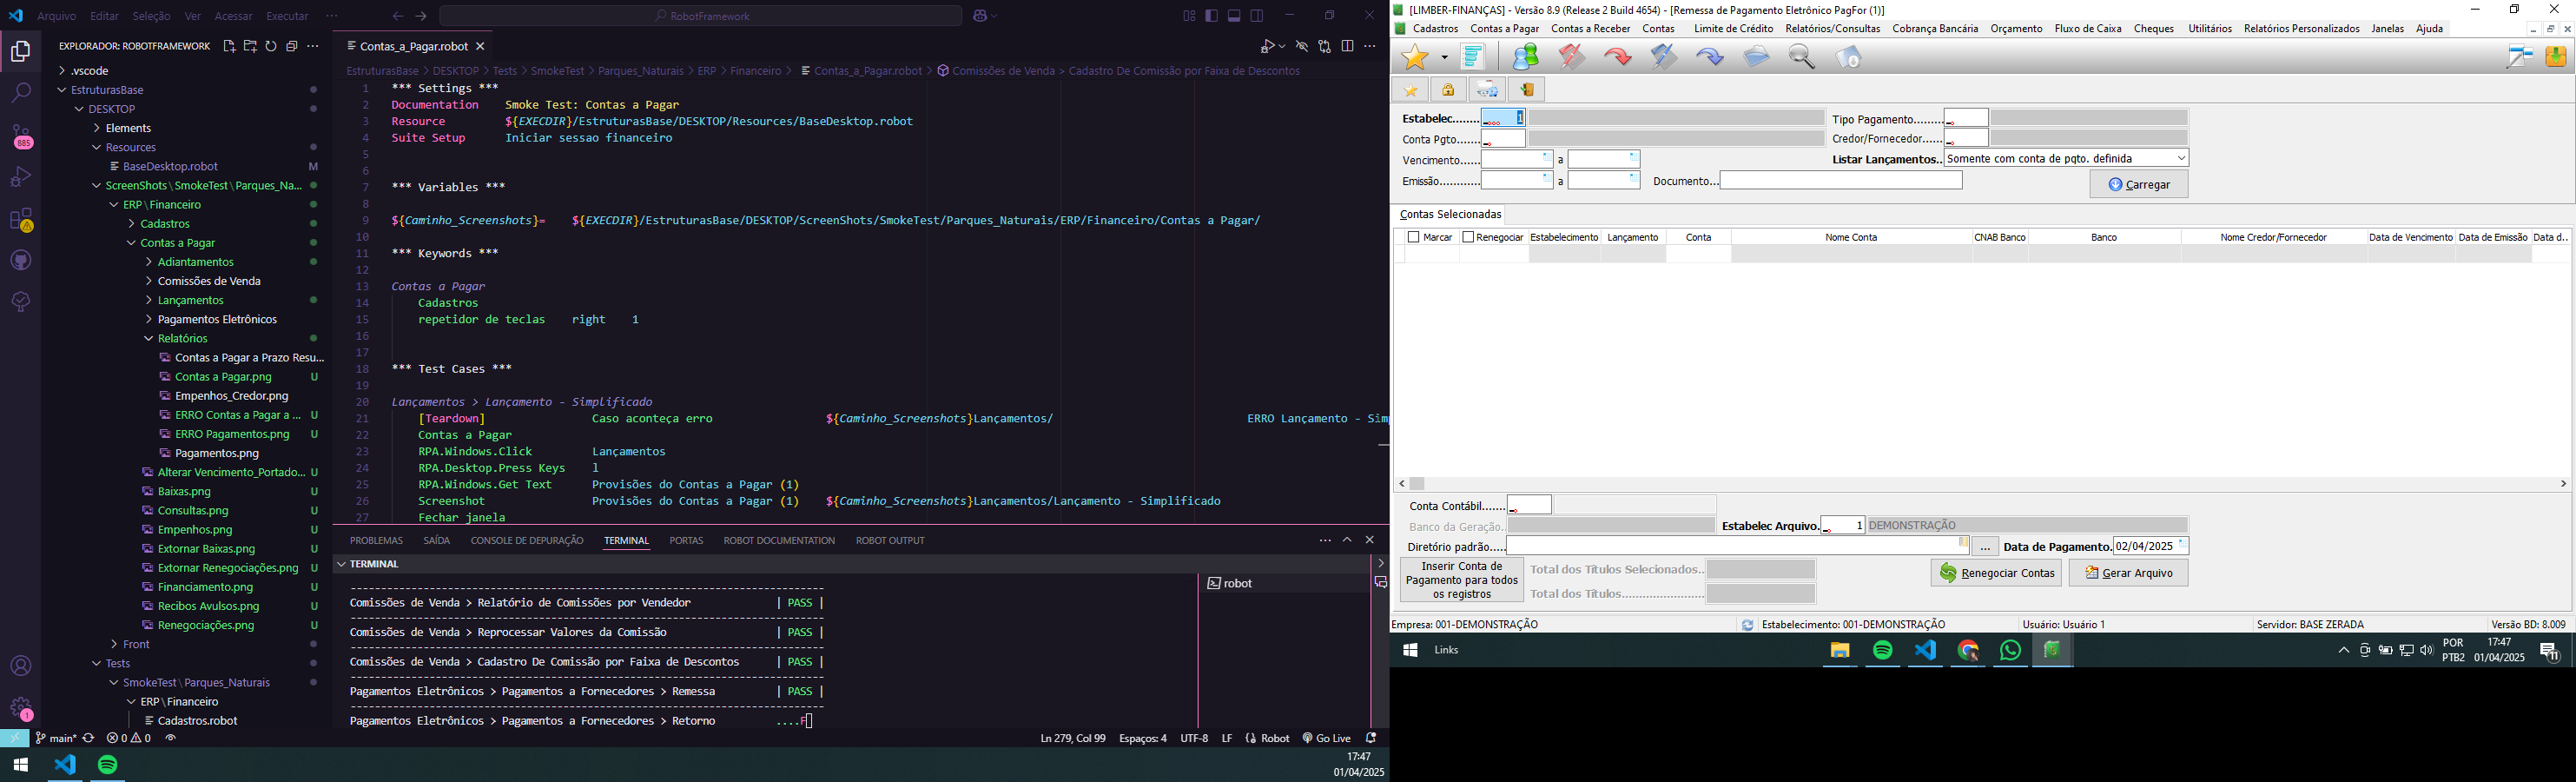 Arquivo Editar Seleção Ver Acessar Executar ··· RobotFramework
EXPLORADOR: ROBOTFRAMEWORK
.vscode
EstruturasBase
DESKTOP
Elements
Resources
BaseDesktop.robot M
ScreenShots\SmokeTest\Parques_Na...
ERP\Financeiro
Cadastros
Contas a Pagar
Adiantamentos
Comissões de Venda
Lançamentos
Pagamentos Eletrônicos
Relatórios
Contas a Pagar a Prazo Resu...
Contas a Pagar.png U
Empenhos_Credor.png
ERRO Contas a Pagar a ... U
ERRO Pagamentos.png U
Pagamentos.png
Alterar Vencimento_Portado... U
Baixas.png U
Consultas.png U
Empenhos.png U
Extornar Baixas.png U
Extornar Renegociações.png U
Financiamento.png U
Recibos Avulsos.png U
Renegociações.png U
Front
Tests
SmokeTest\Parques_Naturais
ERP\Financeiro
Cadastros.robot
885
1
Contas_a_Pagar.robot
EstruturasBase > DESKTOP > Tests > SmokeTest > Parques_Naturais > ERP > Financeiro > Contas_a_Pagar.robot > Comissões de Venda > Cadastro De Comissão por Faixa de Descontos
1 *** Settings ***
2 Documentation Smoke Test: Contas a Pagar
3 Resource ${EXECDIR}/EstruturasBase/DESKTOP/Resources/BaseDesktop.robot
4 Suite Setup Iniciar sessao financeiro
5
6
7 *** Variables ***
8
9 ${Caminho_Screenshots}= ${EXECDIR}/EstruturasBase/DESKTOP/ScreenShots/SmokeTest/Parques_Naturais/ERP/Financeiro/Contas a Pagar/
10
11 *** Keywords ***
12
13 Contas a Pagar
14 Cadastros
15 repetidor de teclas right 1
16
17
18 *** Test Cases ***
19
20 Lançamentos > Lançamento - Simplificado
21 [Teardown] Caso aconteça erro ${Caminho_Screenshots}Lançamentos/ ERRO Lançamento - Sim
22 Contas a Pagar
23 RPA.Windows.Click Lançamentos
24 RPA.Desktop.Press Keys l
25 RPA.Windows.Get Text Provisões do Contas a Pagar (1)
26 Screenshot Provisões do Contas a Pagar (1) ${Caminho_Screenshots}Lançamentos/Lançamento - Simplificado
27 Fechar janela
PROBLEMAS SAÍDA CONSOLE DE DEPURAÇÃO TERMINAL PORTAS ROBOT DOCUMENTATION ROBOT OUTPUT
TERMINAL
robot
------------------------------------------------------------------------
Comissões de Venda > Relatório de Comissões por Vendedor | PASS |
------------------------------------------------------------------------
Comissões de Venda > Reprocessar Valores da Comissão | PASS |
------------------------------------------------------------------------
Comissões de Venda > Cadastro De Comissão por Faixa de Descontos | PASS |
------------------------------------------------------------------------
Pagamentos Eletrônicos > Pagamentos a Fornecedores > Remessa | PASS |
------------------------------------------------------------------------
Pagamentos Eletrônicos > Pagamentos a Fornecedores > Retorno ....F
main* 0 0 Ln 279, Col 99 Espaços: 4 UTF-8 LF Robot Go Live
17:47
01/04/2025
[LIMBER-FINANÇAS] - Versão 8.9 (Release 2 Build 4654) - [Remessa de Pagamento Eletrônico PagFor (1)]
Cadastros Contas a Pagar Contas a Receber Contas Limite de Crédito Relatórios/Consultas Cobrança Bancária Orçamento Fluxo de Caixa Cheques Utilitários Relatórios Personalizados Janelas Ajuda
Estabelec........ 1 Tipo Pagamento.........
Conta Pgto....... Credor/Fornecedor......
Vencimento...... a Listar Lançamentos.. Somente com conta de pgto. definida
Emissão............ a Documento...
Carregar
Contas Selecionadas
Marcar Renegociar Estabelecimento Lançamento Conta Nome Conta CNAB Banco Banco Nome Credor/Fornecedor Data de Vencimento Data de Emissão Data d..
Conta Contábil.......
Banco da Geração.. Estabelec Arquivo. 1 DEMONSTRAÇÃO
Diretório padrão..... ... Data de Pagamento. 02/04/2025
Inserir Conta de Pagamento para todos os registros
Total dos Títulos Selecionados..
Total dos Títulos........................
Renegociar Contas Gerar Arquivo
Empresa: 001-DEMONSTRAÇÃO Estabelecimento: 001-DEMONSTRAÇÃO Usuário: Usuário 1 Servidor: BASE ZERADA Versão BD: 8.009
Links
POR
PTB2
17:47
01/04/2025
11